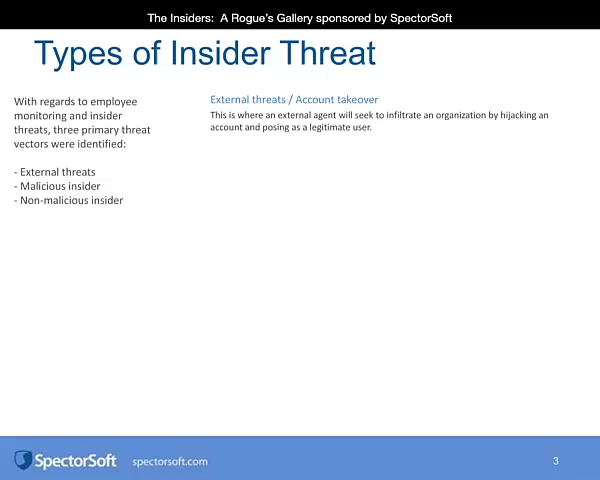 The Insiders: A Rogue's Gallery sponsored by SpectorSoft
Types of Insider Threat
With regards to employee
monitoring and insider
threats, three primary threat
vectors were identified:
- External threats
- Malicious insider
- Non-malicious insider
External threats / Account takeover
This is where an external agent will seek to infiltrate an organization by hijacking an
account and posing as a legitimate user.
SpectorSoft
spectorsoft.com
3